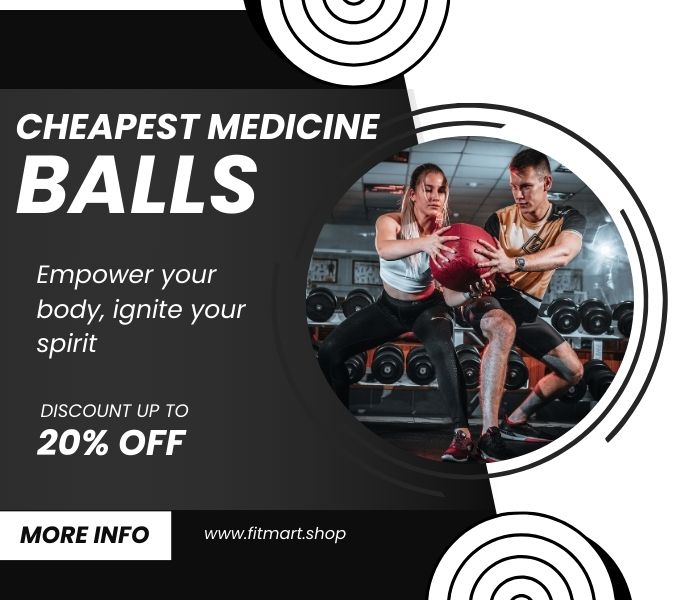 CHEAPEST MEDICINE
BALLS
Empower your
body, ignite your
spirit
DISCOUNT UP TO
20% OFF
MORE INFO
www.fitmart.shop